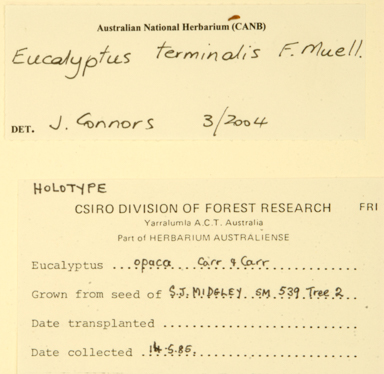 Australian National Herbarium (CANB)
Eucalyptus terminalis F. Muell.
DET. J. Connors 3/2004
HOLOTYPE
CSIRO DIVISION OF FOREST RESEARCH FRI
Yarralumla A.C.T. Australia
Part of HERBARIUM AUSTRALIENSE
Eucalyptus ...opaca Carr & Carr...
Grown from seed of S.J. MIDGLEY SM 539 Tree 2
Date transplanted ...................
Date collected .14.5.85.............